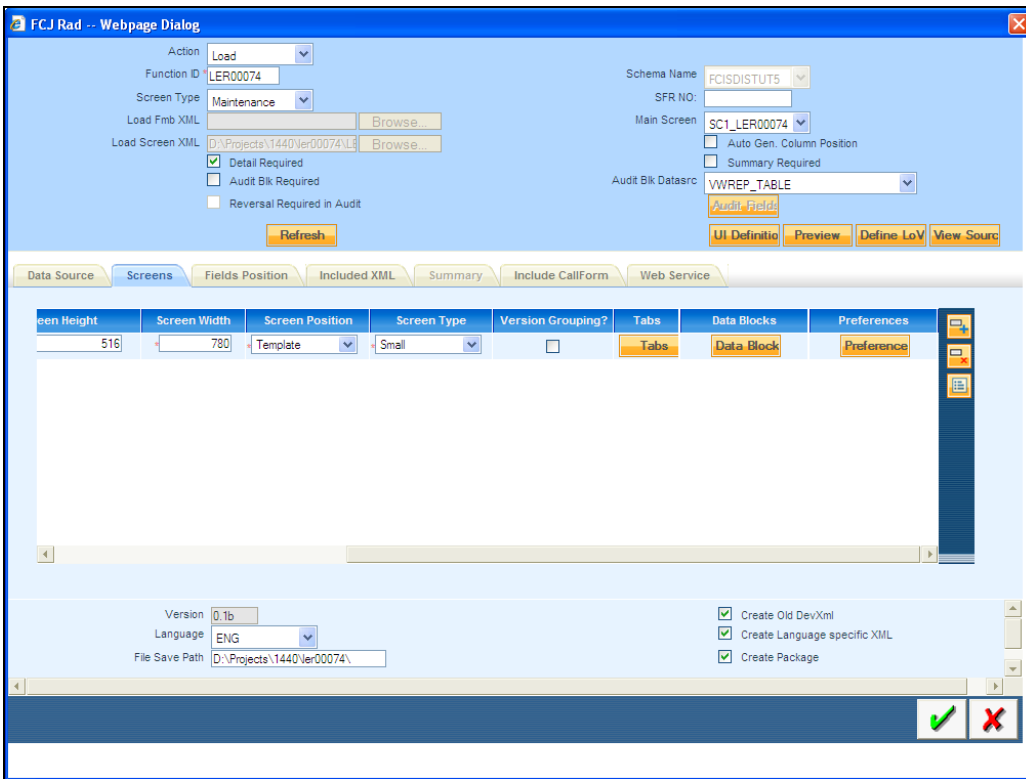 FCJ Rad -- Webpage Dialog
Action Load
Function ID * LER00074
Schema Name FCISDISTUT5
Screen Type Maintenance
SFR NO:
Load Fmb XML Browse...
Main Screen SC1_LER00074
Load Screen XML D:\Projects\1440\ler00074\LE Browse...
Auto Gen. Column Position
Detail Required
Summary Required
Audit Blk Required
Audit Blk Datasrc VWREP_TABLE
Reversal Required in Audit
Audit Fields
Refresh
UI Definitio Preview Define LoV View Sourc
Data Source Screens Fields Position Included XML Summary Include CallForm Web Service
een Height Screen Width Screen Position Screen Type Version Grouping? Tabs Data Blocks Preferences
516 * 780 * Template * Small Tabs Data Block Preference
Version 0.1b
Create Old DevXml
Language ENG
Create Language specific XML
File Save Path D:\Projects\1440\ler00074\
Create Package